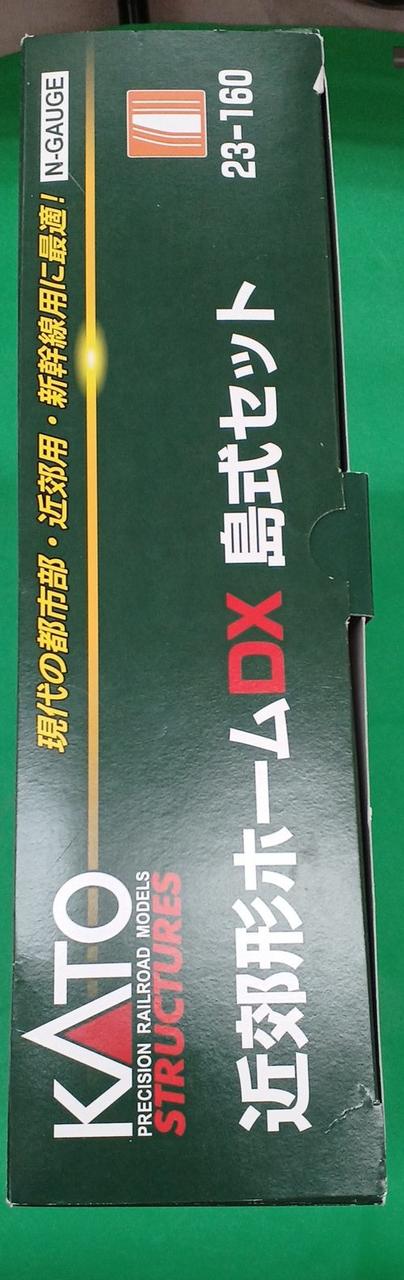 現代の都市部・近郊用・新幹線用に最適!
N-GAUGE
KATO
PRECISION RAILROAD MODELS
STRUCTURES
23-160
近郊形ホームDX 島式セット